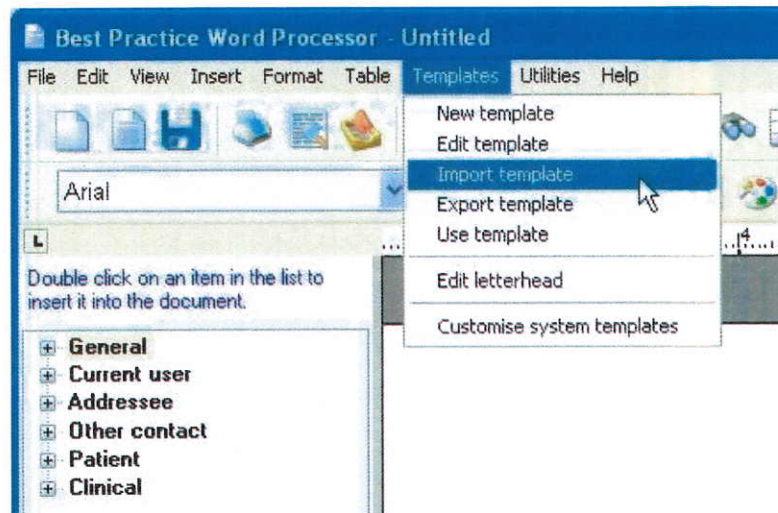 Best Practice Word Processor - Untitled
File Edit View Insert Format Table Templates Utilities Help
New template
Edit template
Import template
Arial
Export template
Use template
4
Double click on an item in the list to
insert it into the document.
Edit letterhead
Customise system templates
General
Current user
Addressee
Other contact
Patient
Clinical